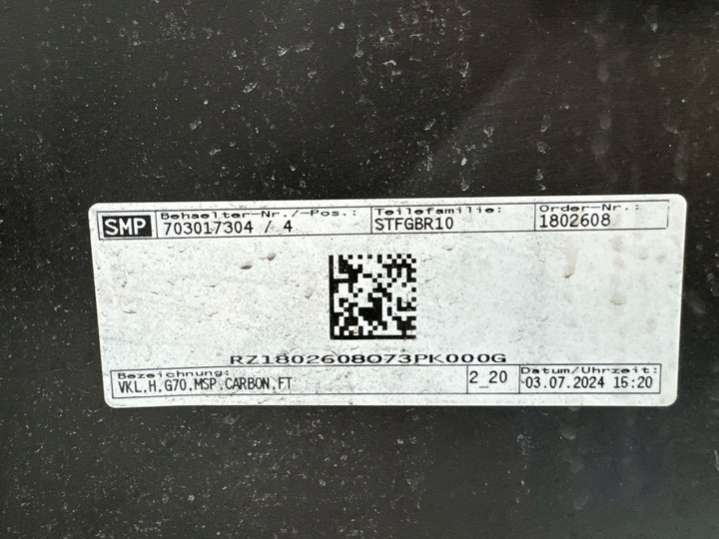 SMP Behaelter-Nr./-Pos.: Teilefamilie: Order-Nr.:
703017304 / 4 STFGBR10 1802608
RZ1802608073PK000G
Bezeichnung: Datum/Uhrzeit:
VKL,H,G70,MSP,CARBON,FT 2_20 03.07.2024 16:20